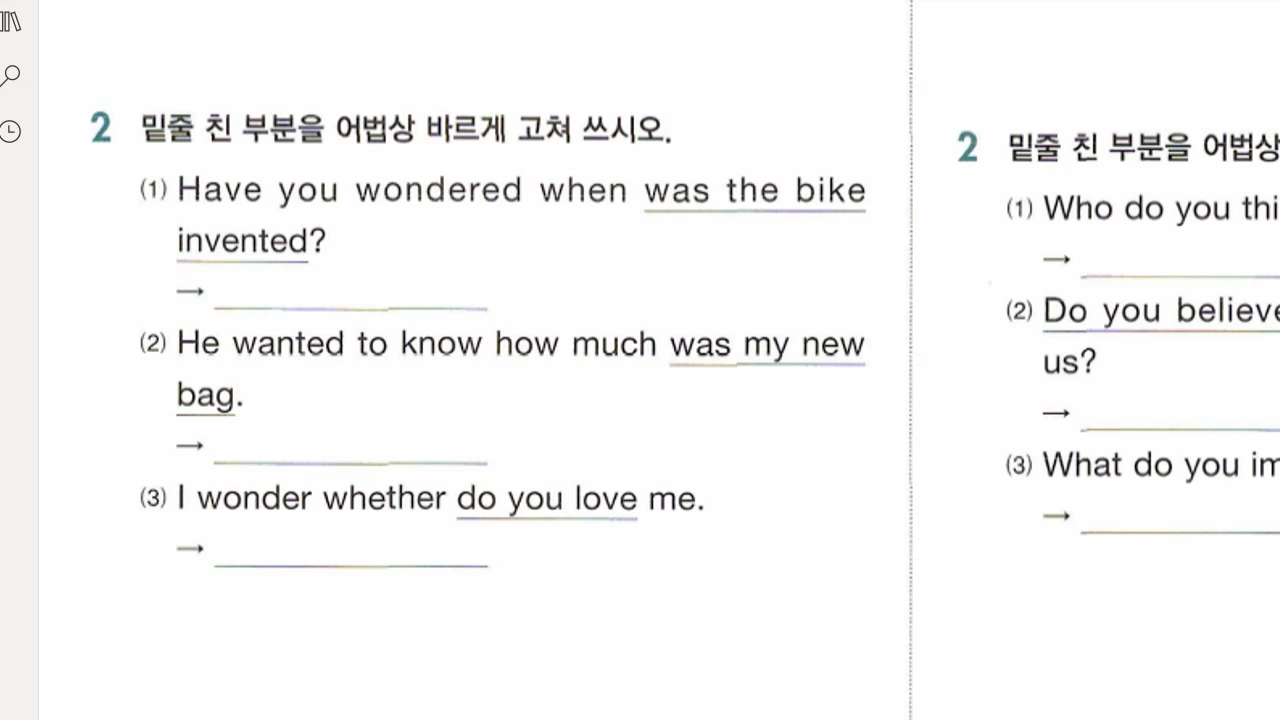 2 밑줄 친 부분을 어법상 바르게 고쳐 쓰시오.
(1) Have you wondered when was the bike
invented?
→
(2) He wanted to know how much was my new
bag.
→
(3) I wonder whether do you love me.
→
2 밑줄 친 부분을 어법상
(1) Who do you thi
→
(2) Do you believe
us?
→
(3) What do you im
→